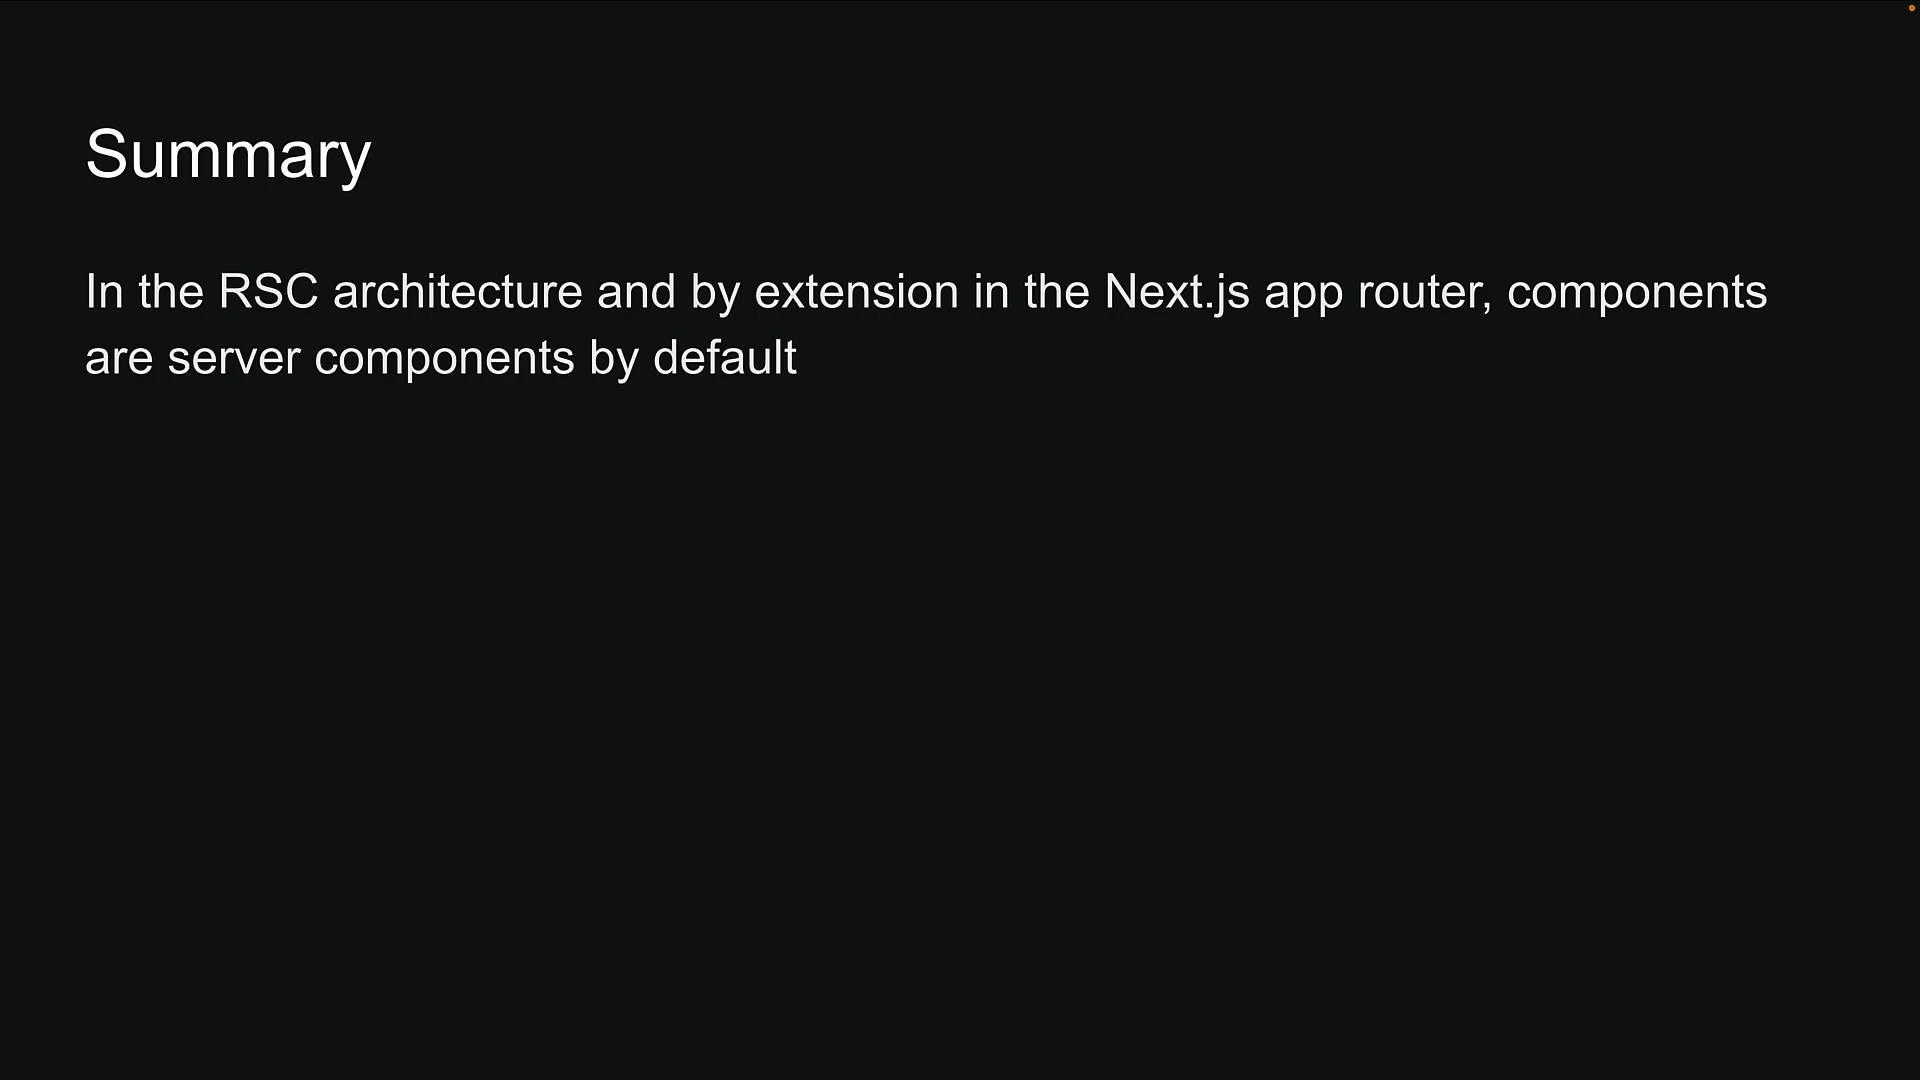 Summary
In the RSC architecture and by extension in the Next.js app router, components
are server components by default